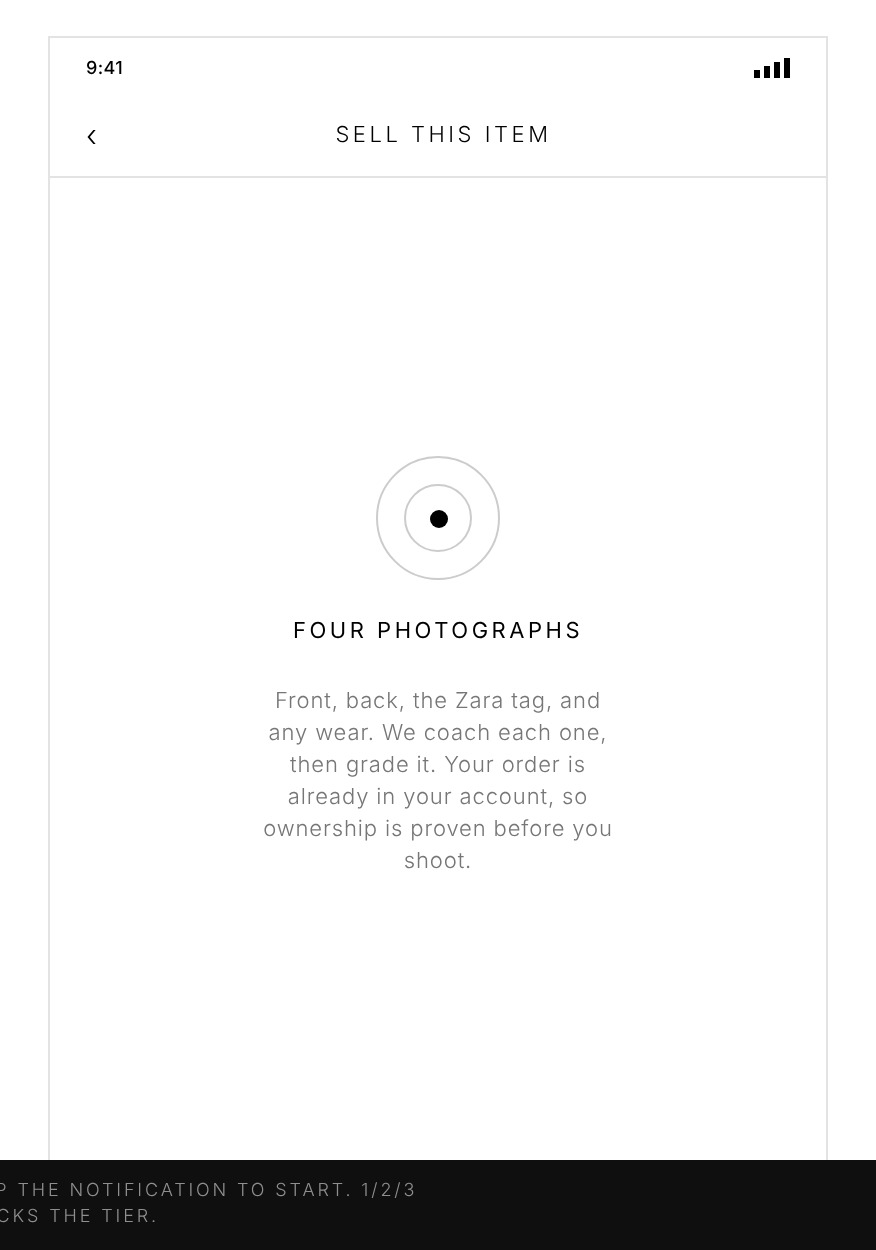 9:41
SELL THIS ITEM
FOUR PHOTOGRAPHS
Front, back, the Zara tag, and
any wear. We coach each one,
then grade it. Your order is
already in your account, so
ownership is proven before you
shoot.
THE NOTIFICATION TO START. 1/2/3
THE TIER.